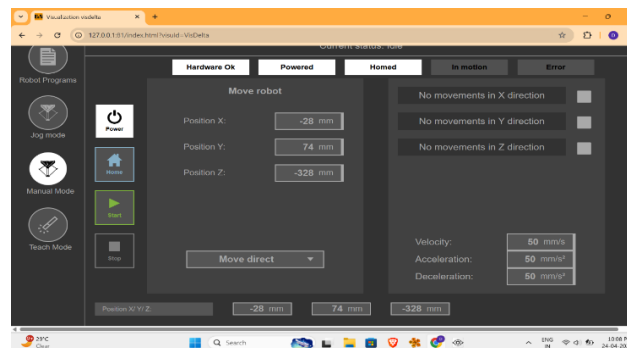 Visualization visdelta
127.0.0.1:81/index.html?visuid=VisDelta
Current status: Idle
Hardware Ok Powered Homed In motion Error
Robot Programs
Move robot
No movements in X direction
Power
Position X: -28 mm
No movements in Y direction
Jog mode
Position Y: 74 mm
No movements in Z direction
Home
Position Z: -328 mm
Manual Mode
Start
Velocity: 50 mm/s
Teach Mode
Stop
Move direct
Acceleration: 50 mm/s²
Deceleration: 50 mm/s²
Position X/ Y/ Z: -28 mm 74 mm -328 mm
29°C
Clear
Search
ENG
IN
10:08 P
24-04-202